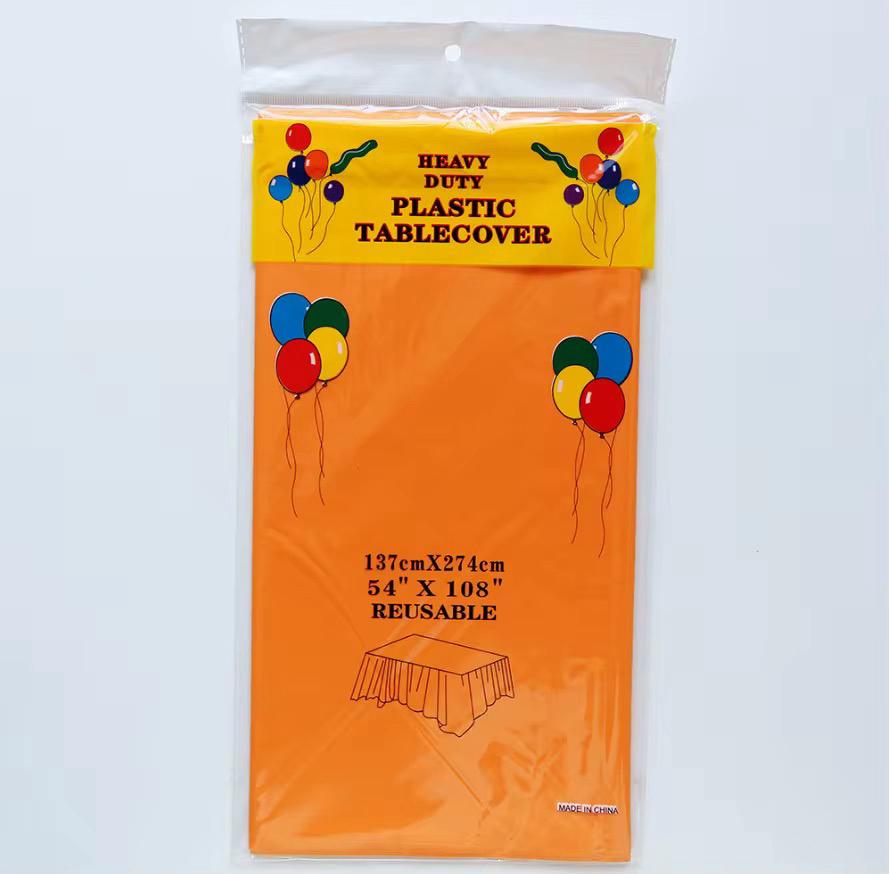 HEAVY
DUTY
PLASTIC
TABLECOVER
137cmX274cm
54" X 108"
REUSABLE
MADE IN CHINA